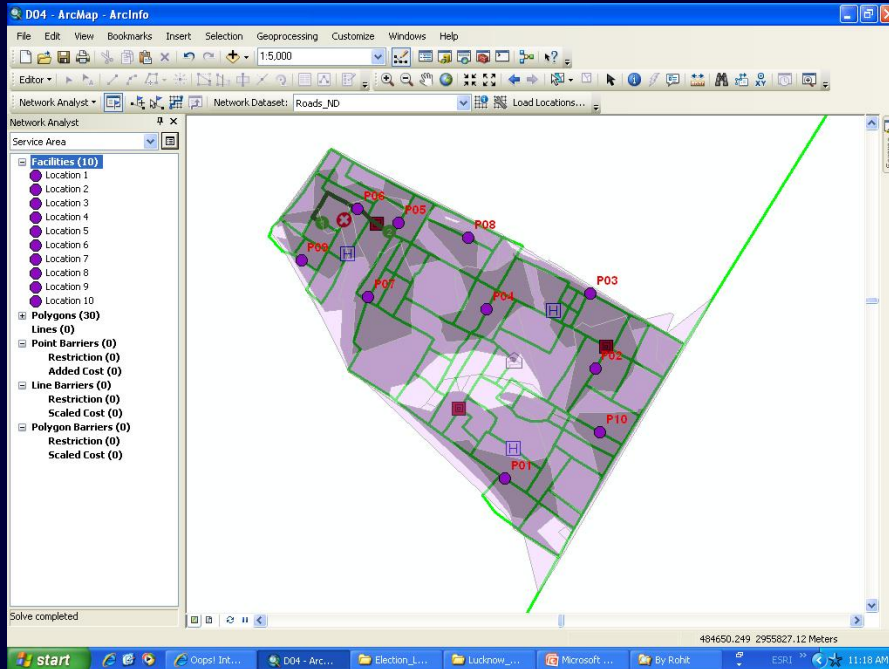 D04 - ArcMap - ArcInfo
File Edit View Bookmarks Insert Selection Geoprocessing Customize Windows Help
1:5,000
Editor
Network Analyst Network Dataset: Roads_ND Load Locations...
Network Analyst
Service Area
Facilities (10)
Location 1
Location 2
Location 3
Location 4
Location 5
Location 6
Location 7
Location 8
Location 9
Location 10
Polygons (30)
Lines (0)
Point Barriers (0)
Restriction (0)
Added Cost (0)
Line Barriers (0)
Restriction (0)
Scaled Cost (0)
Polygon Barriers (0)
Restriction (0)
Scaled Cost (0)
P06
P05
P08
P09
H
P07
P03
P04
H
P02
P10
H
P01
Solve completed
484650.249 2955827.12 Meters
start Oops! Int... D04 - Arc... Election_L... Lucknow_... Microsoft ... By Rohit ESRI 11:18 AM